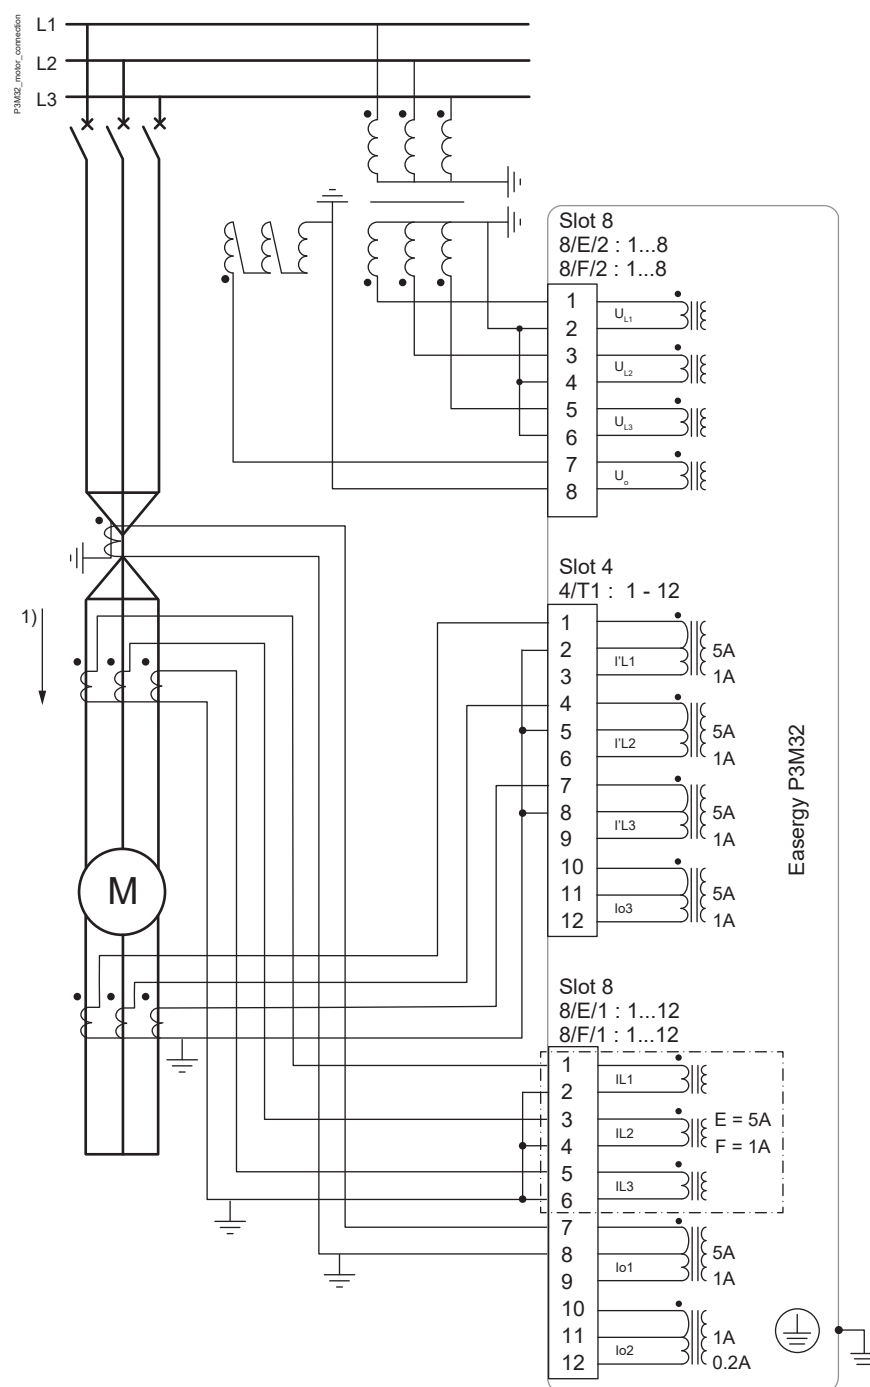 P3M32_motor_connection
L1
L2
L3
Slot 8
8/E/2 : 1...8
8/F/2 : 1...8
1
2
3
4
5
6
7
8
UL1
UL2
UL3
Uo
Slot 4
4/T1 : 1 - 12
1
2
3
4
5
6
7
8
9
10
11
12
I'L1
5A
1A
I'L2
5A
1A
I'L3
5A
1A
Io3
5A
1A
Easergy P3M32
1)
M
Slot 8
8/E/1 : 1...12
8/F/1 : 1...12
1
2
3
4
5
6
7
8
9
10
11
12
IL1
IL2
E = 5A
F = 1A
IL3
Io1
5A
1A
Io2
1A
0.2A